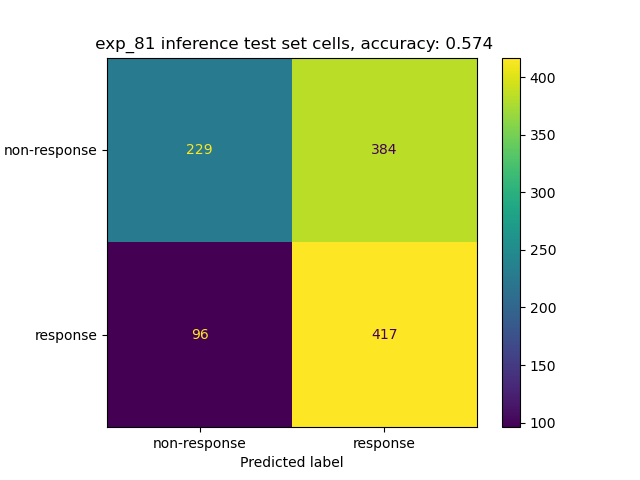 exp_81 inference test set cells, accuracy: 0.574
non-response
229
384
response
96
417
non-response
response
Predicted label
400
350
300
250
200
150
100